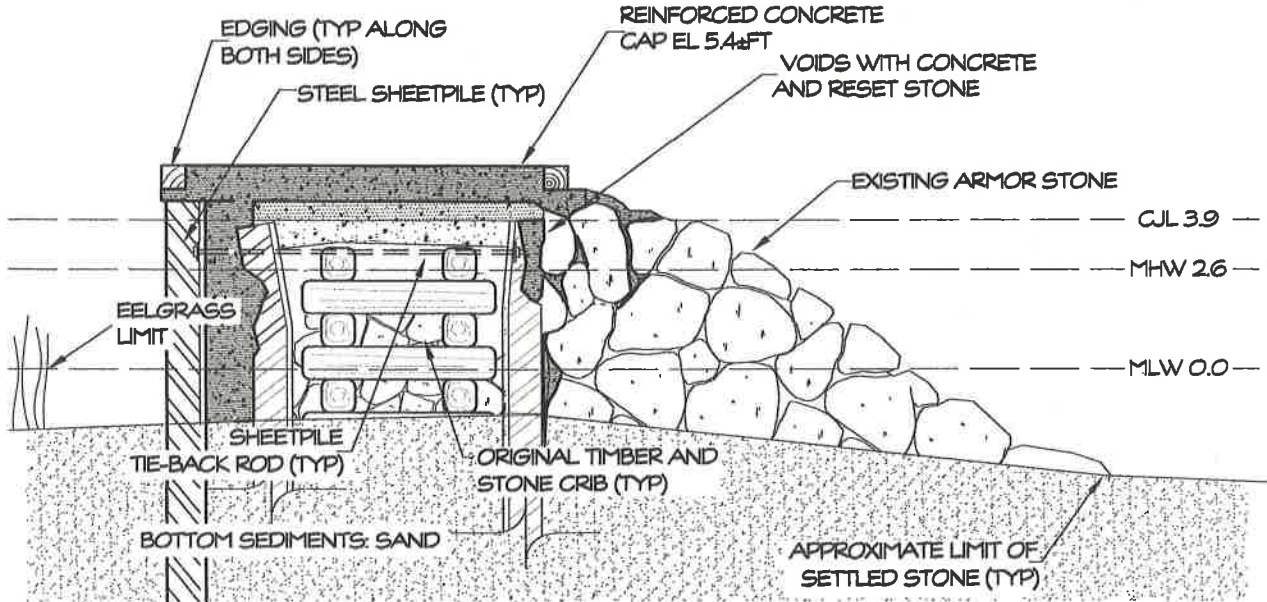 EDGING (TYP ALONG
BOTH SIDES)
REINFORCED CONCRETE
CAP EL 5.4±FT
VOIDS WITH CONCRETE
AND RESET STONE
STEEL SHEETPILE (TYP)
EXISTING ARMOR STONE
CJL 3.9
MHW 2.6
EELGRASS
LIMIT
MLW 0.0
SHEETPILE
TIE-BACK ROD (TYP)
ORIGINAL TIMBER AND
STONE CRIB (TYP)
BOTTOM SEDIMENTS: SAND
APPROXIMATE LIMIT OF
SETTLED STONE (TYP)